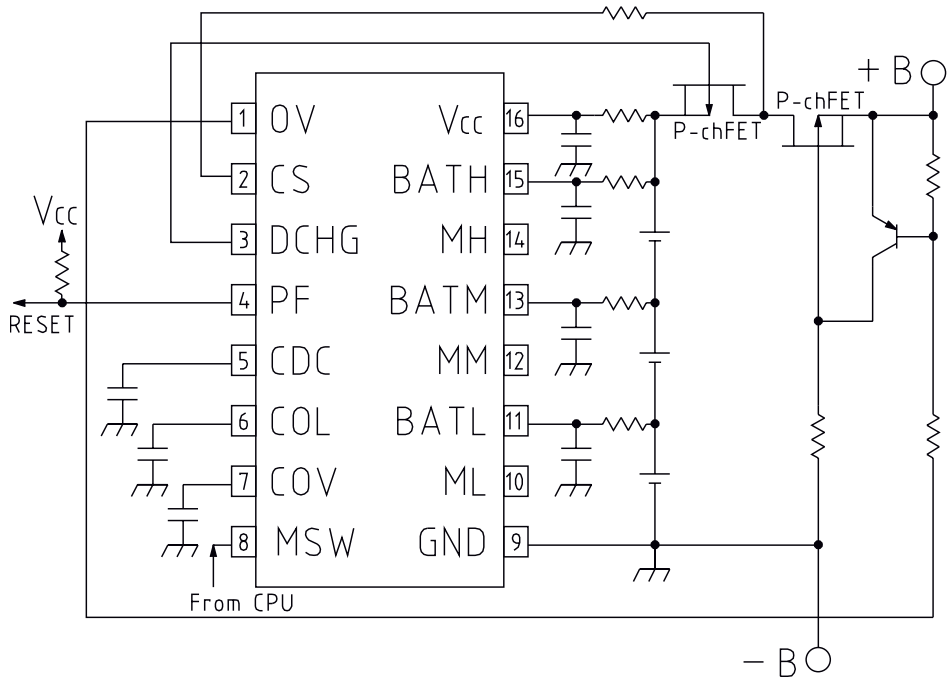 + B
P-chFET
P-chFET
1 OV Vcc 16
2 CS BATH 15
Vcc
3 DCHG MH 14
4 PF BATM 13
RESET
5 CDC MM 12
6 COL BATL 11
7 COV ML 10
8 MSW GND 9
From CPU
- B